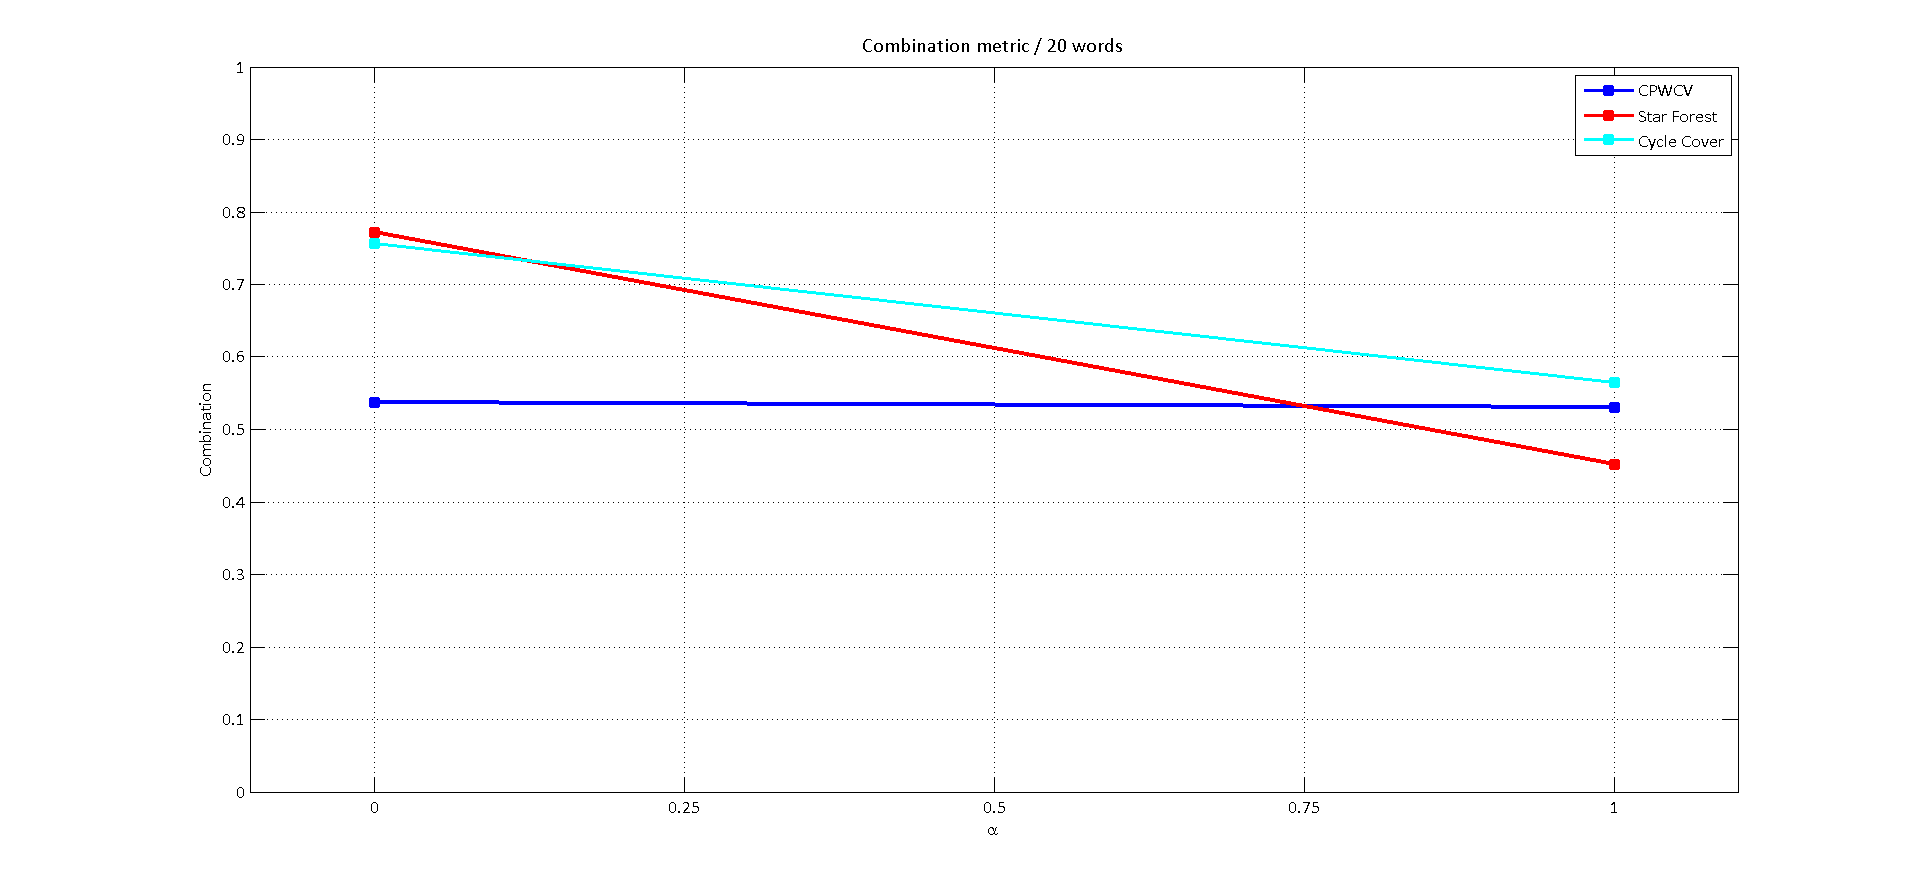 Combination metric / 20 words
CPWCV
Star Forest
Cycle Cover
1
0.9
0.8
0.7
0.6
0.5
0.4
0.3
0.2
0.1
0
Combination
0 0.25 0.5 0.75 1
α